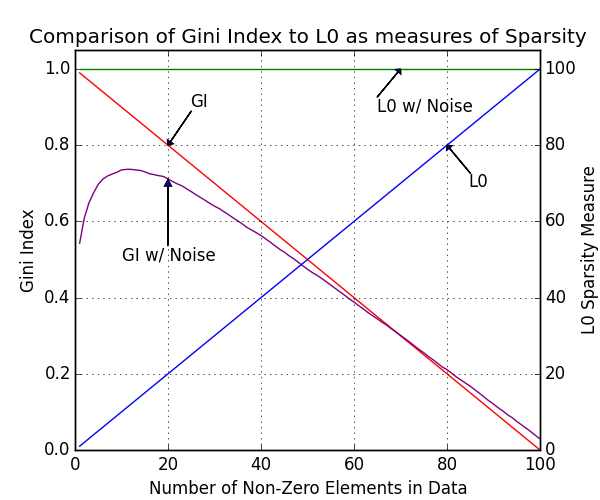 Comparison of Gini Index to L0 as measures of Sparsity
1.0
0.8
0.6
0.4
0.2
0.0
Gini Index
GI
L0 w/ Noise
L0
GI w/ Noise
100
80
60
40
20
0
L0 Sparsity Measure
0 20 40 60 80 100
Number of Non-Zero Elements in Data